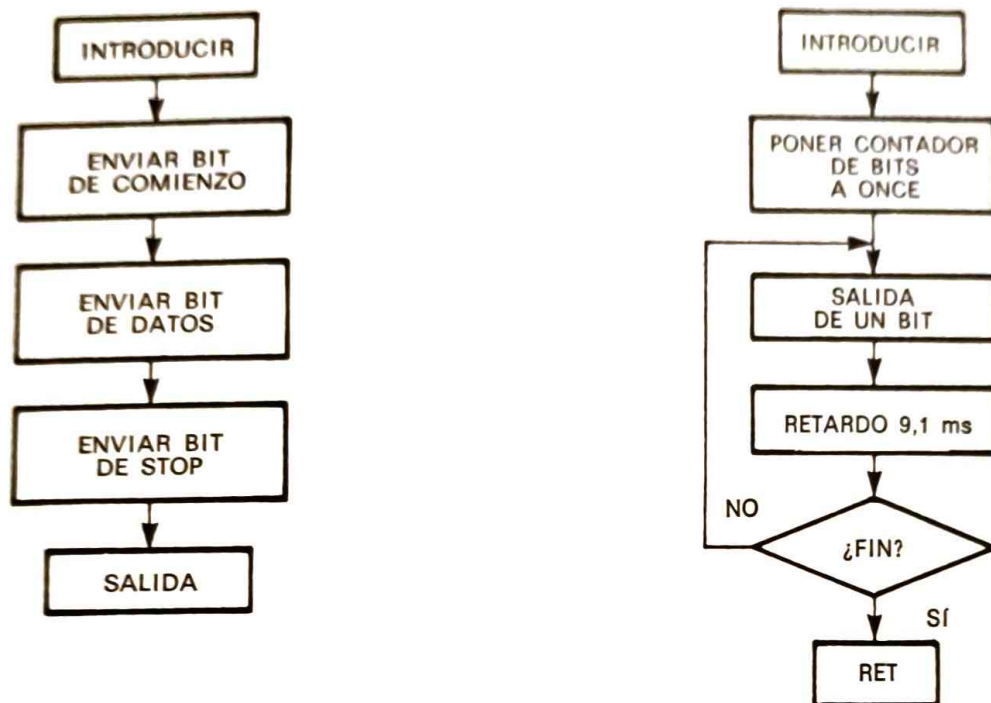 INTRODUCIR
ENVIAR BIT
DE COMIENZO
ENVIAR BIT
DE DATOS
ENVIAR BIT
DE STOP
SALIDA
INTRODUCIR
PONER CONTADOR
DE BITS
A ONCE
SALIDA
DE UN BIT
RETARDO 9,1 ms
NO
¿FIN?
SÍ
RET